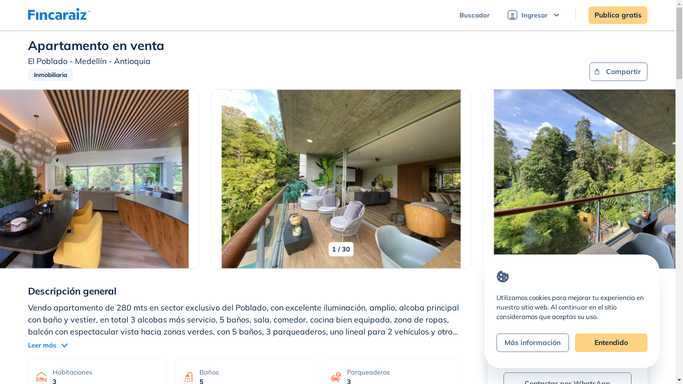 Fincaraiz
Buscador
Ingresar
Publica gratis
Apartamento en venta
El Poblado - Medellín - Antioquia
Inmobiliaria
Compartir
1 / 30
Descripción general
Vendo apartamento de 280 mts en sector exclusivo del Poblado, con excelente iluminación, amplio, alcoba principal
con baño y vestier, en total 3 alcobas más servicio, 5 baños, sala, comedor, cocina bien equipada, zona de ropas,
balcón con espectacular vista hacia zonas verdes, con 5 baños, 3 parqueaderos, uno lineal para 2 vehículos y otro...
Leer más
Habitaciones
3
Baños
5
Parqueaderos
3
Utilizamos cookies para mejorar tu experiencia en
nuestro sitio web. Al continuar en el sitio
consideramos que aceptas su uso.
Más información
Entendido
Contactar por WhatsApp